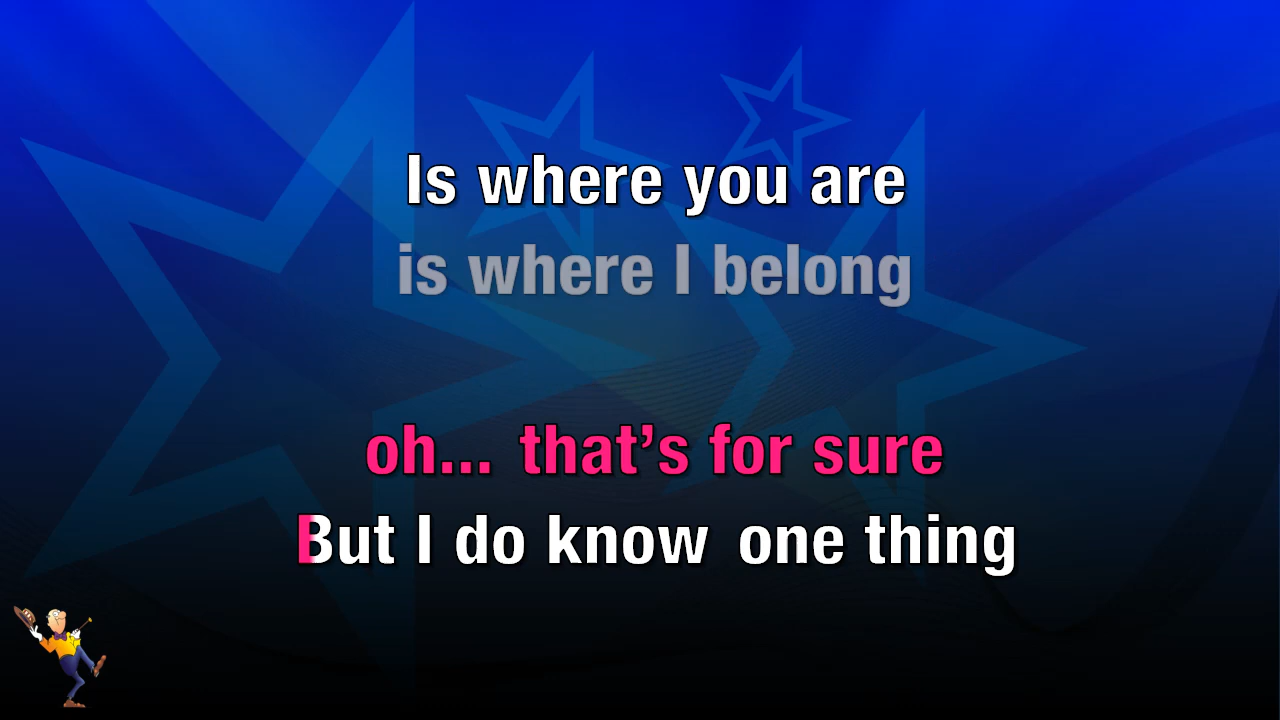 Is where you are
is where I belong
oh... that’s for sure
But I do know one thing